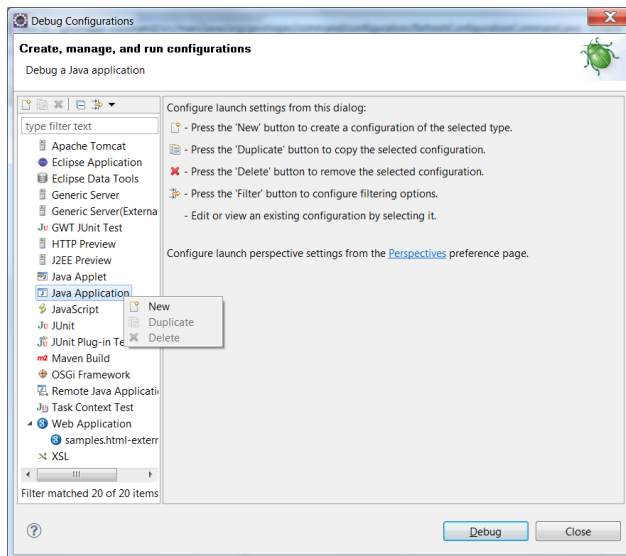 Debug Configurations
Create, manage, and run configurations
Debug a Java application
type filter text
Apache Tomcat
Eclipse Application
Eclipse Data Tools
Generic Server
Generic Server(Externa
Ju GWT JUnit Test
HTTP Preview
J2EE Preview
Java Applet
Java Application
JavaScript
Ju JUnit
JUnit Plug-in Te
m2 Maven Build
OSGi Framework
Remote Java Applicati
Task Context Test
Web Application
samples.html-extern
XSL
Filter matched 20 of 20 items
New
Duplicate
Delete
Configure launch settings from this dialog:
- Press the 'New' button to create a configuration of the selected type.
- Press the 'Duplicate' button to copy the selected configuration.
- Press the 'Delete' button to remove the selected configuration.
- Press the 'Filter' button to configure filtering options.
- Edit or view an existing configuration by selecting it.
Configure launch perspective settings from the Perspectives preference page.
?
Debug
Close